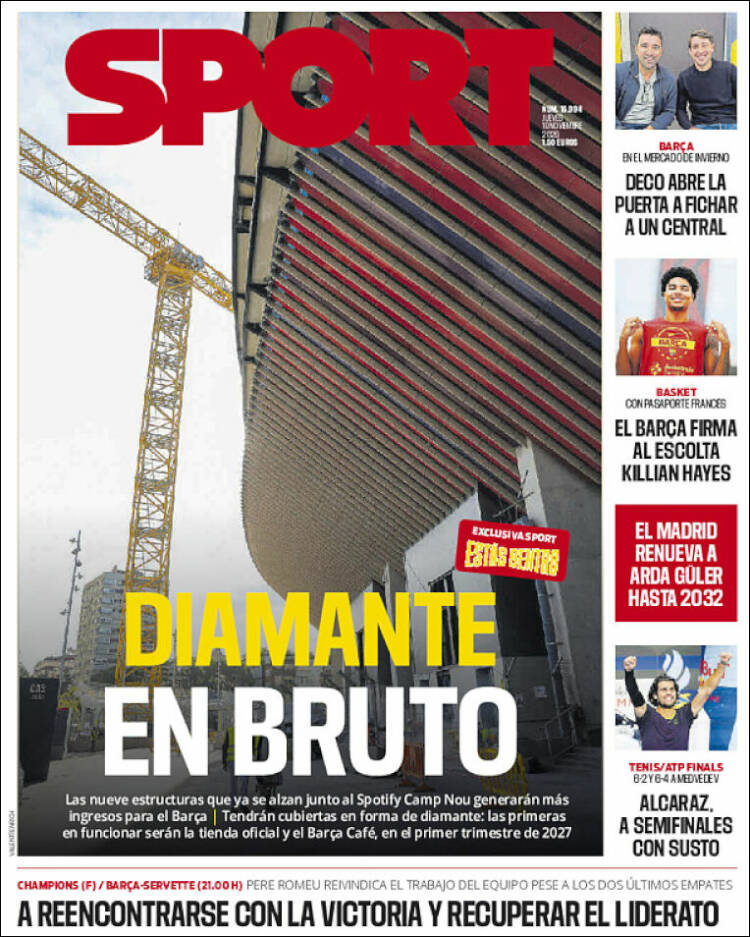 SPORT
JUEVES
1,50 EUROS
EXCLUSIVA SPORT
ESTÁS DENTRO
DIAMANTE
EN BRUTO
Las nueve estructuras que ya se alzan junto al Spotify Camp Nou generarán más
ingresos para el Barça | Tendrán cubiertas en forma de diamante: las primeras
en funcionar serán la tienda oficial y el Barça Café, en el primer trimestre de 2027
BARÇA
EN EL MERCADO DE INVIERNO
DECO ABRE LA
PUERTA A FICHAR
A UN CENTRAL
BARÇA
BASKET
CON PASAPORTE FRANCÉS
EL BARÇA FIRMA
AL ESCOLTA
KILLIAN HAYES
EL MADRID
RENUEVA A
ARDA GÜLER
HASTA 2032
TENIS/ATP FINALS
6-2 Y 6-4 A MEDVEDEV
ALCARAZ,
A SEMIFINALES
CON SUSTO
CHAMPIONS (F) / BARÇA-SERVETTE (21.00 H) PERE ROMEU REIVINDICA EL TRABAJO DEL EQUIPO PESE A LOS DOS ÚLTIMOS EMPATES
A REENCONTRARSE CON LA VICTORIA Y RECUPERAR EL LIDERATO